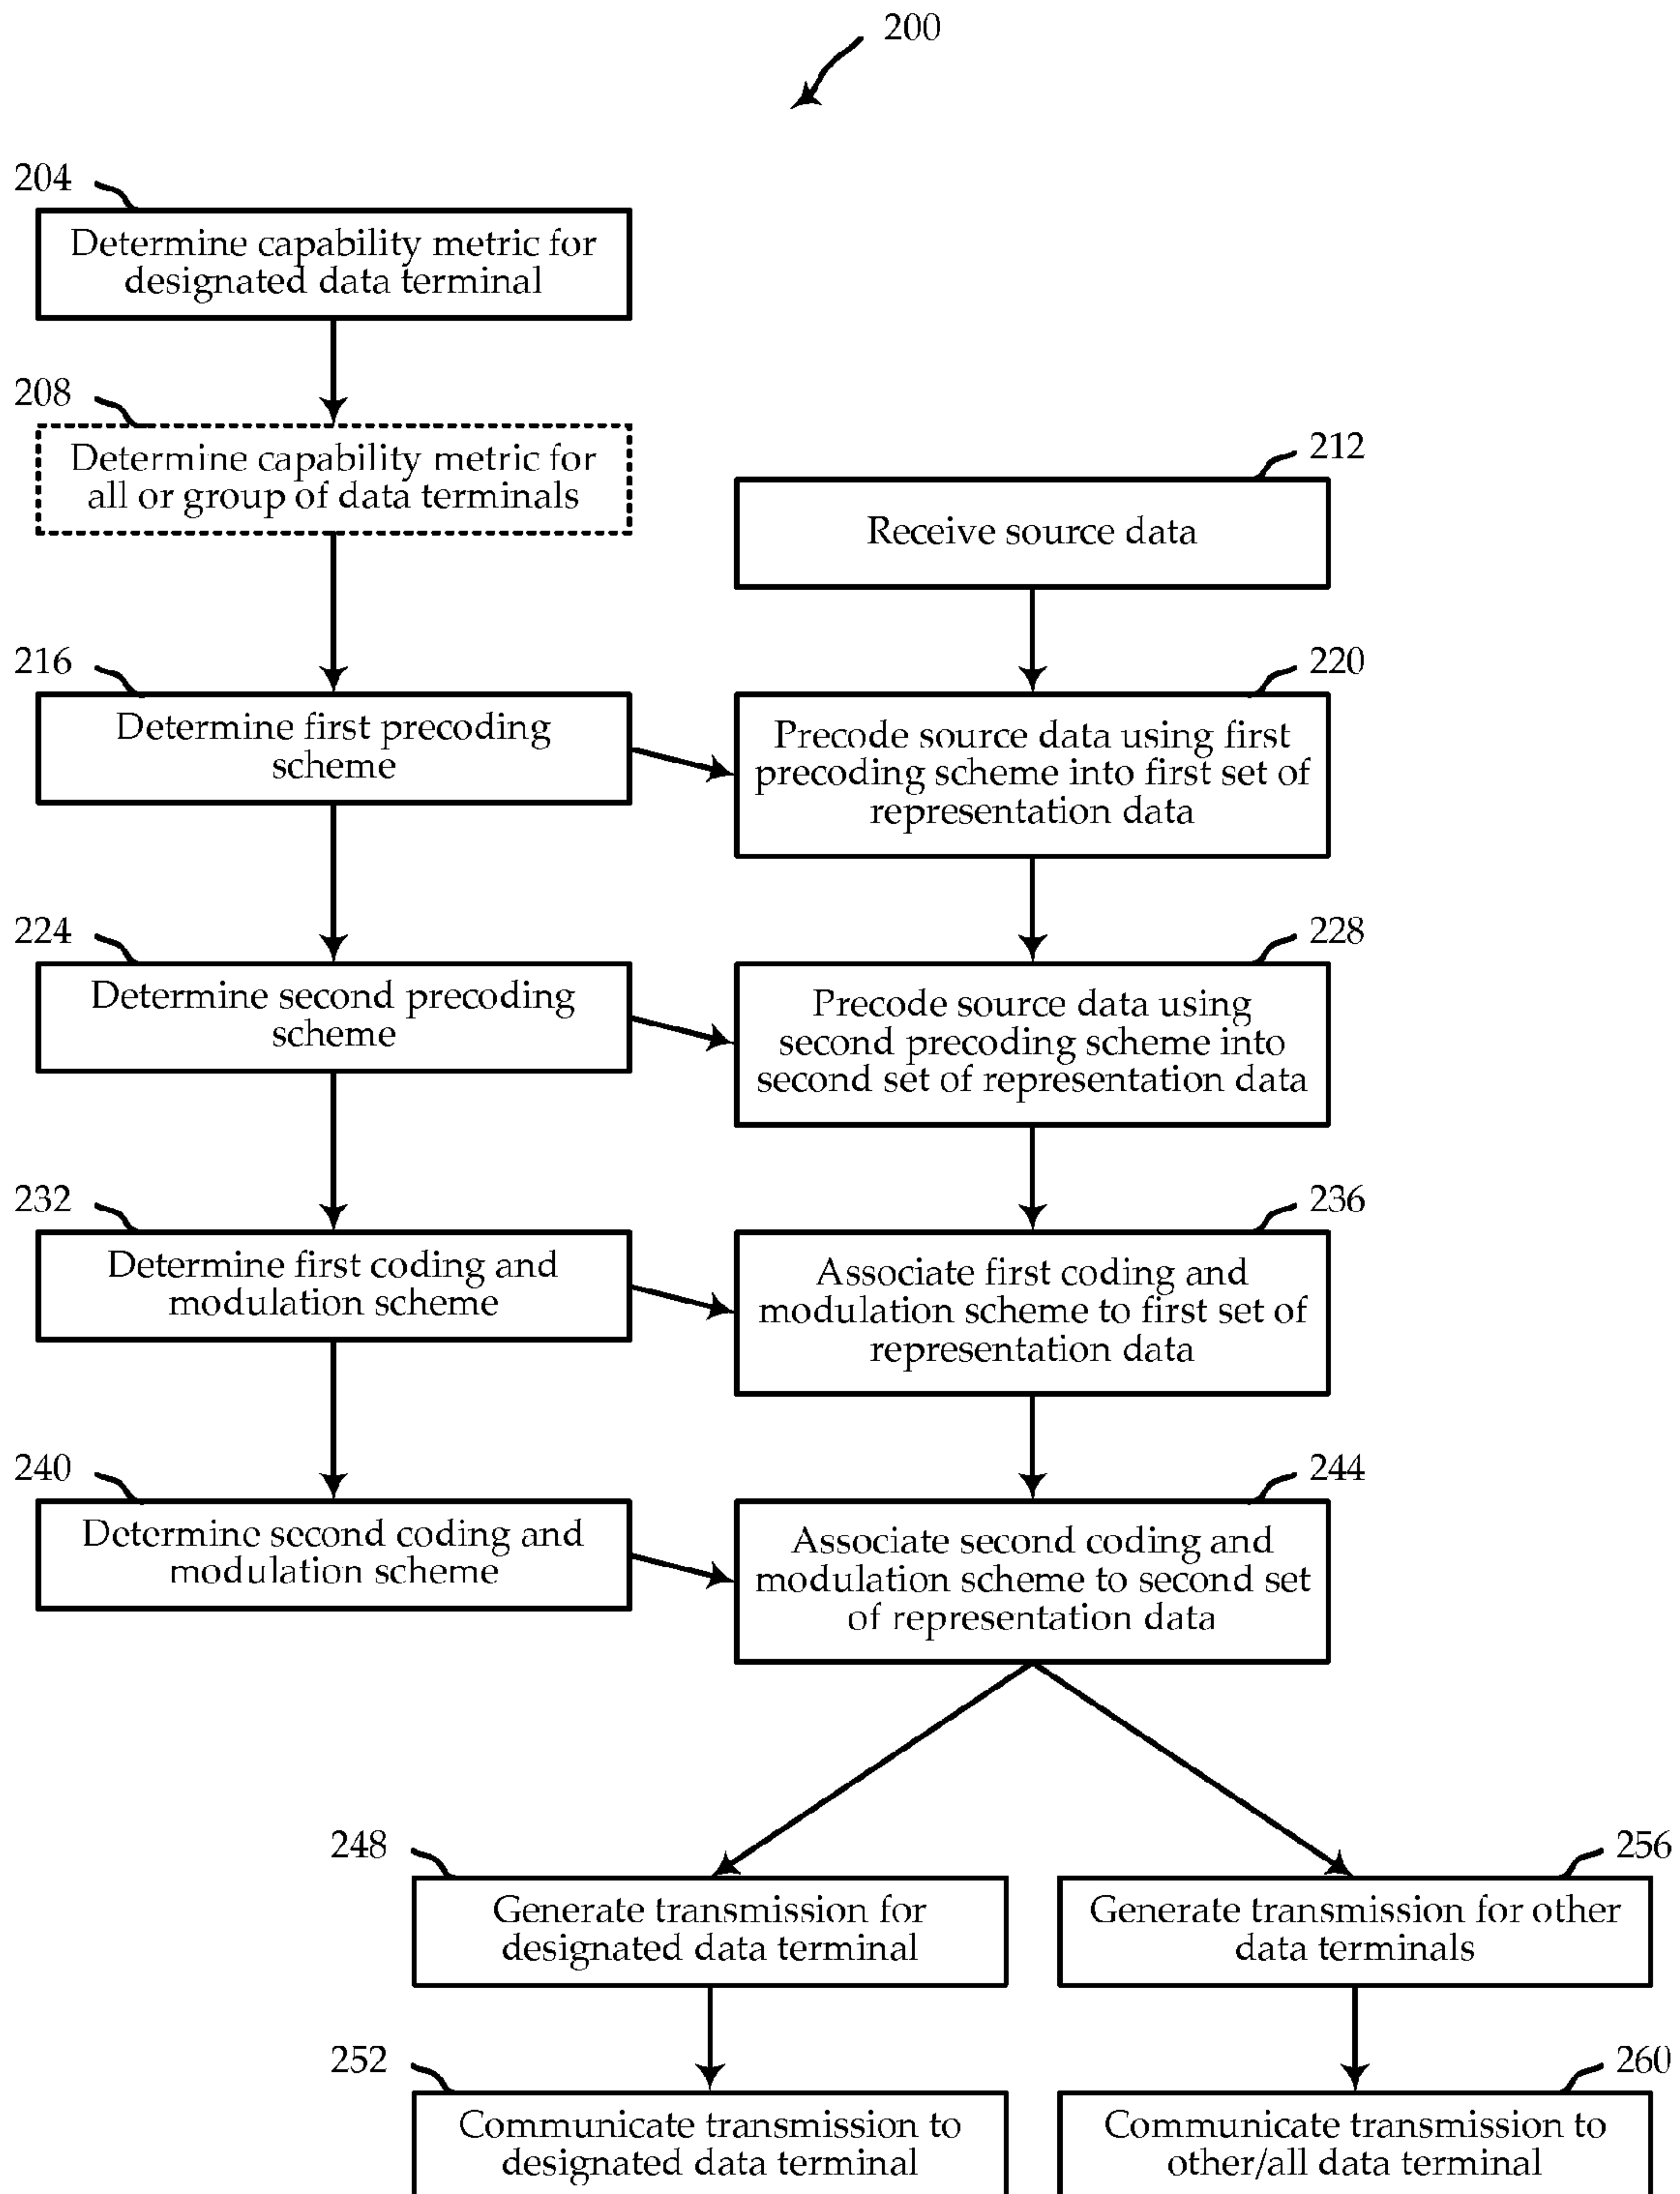 200
204
Determine capability metric for
designated data terminal
208
Determine capability metric for
all or group of data terminals
212
Receive source data
216
Determine first precoding
scheme
220
Precode source data using first
precoding scheme into first set of
representation data
224
Determine second precoding
scheme
228
Precode source data using
second precoding scheme into
second set of representation data
232
Determine first coding and
modulation scheme
236
Associate first coding and
modulation scheme to first set of
representation data
240
Determine second coding and
modulation scheme
244
Associate second coding and
modulation scheme to second set
of representation data
248
Generate transmission for
designated data terminal
256
Generate transmission for other
data terminals
252
Communicate transmission to
designated data terminal
260
Communicate transmission to
other/all data terminal